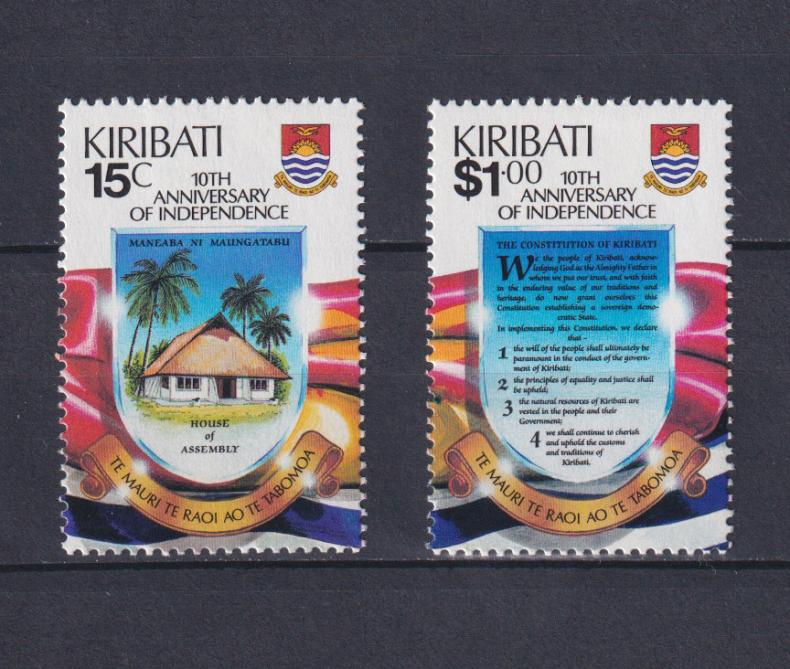 KIRIBATI
15C
10TH
ANNIVERSARY
OF INDEPENDENCE
MANEABA NI MAUNGATABU
HOUSE
of
ASSEMBLY
TE MAURI TE RAOI AO TE TABOMOA
KIRIBATI
$1·00
10TH
ANNIVERSARY
OF INDEPENDENCE
THE CONSTITUTION OF KIRIBATI
We the people of Kiribati, acknow-
ledging God as the Almighty Father in
whom we put our trust, and with faith
in the enduring value of our traditions and
heritage, do now grant ourselves this
Constitution establishing a sovereign demo-
cratic State.
In implementing this Constitution, we declare
that –
1 the will of the people shall ultimately be
paramount in the conduct of the govern-
ment of Kiribati;
2 the principles of equality and justice shall
be upheld;
3 the natural resources of Kiribati are
vested in the people and their
Government;
4 we shall continue to cherish
and uphold the customs
and traditions of
Kiribati.
TE MAURI TE RAOI AO TE TABOMOA